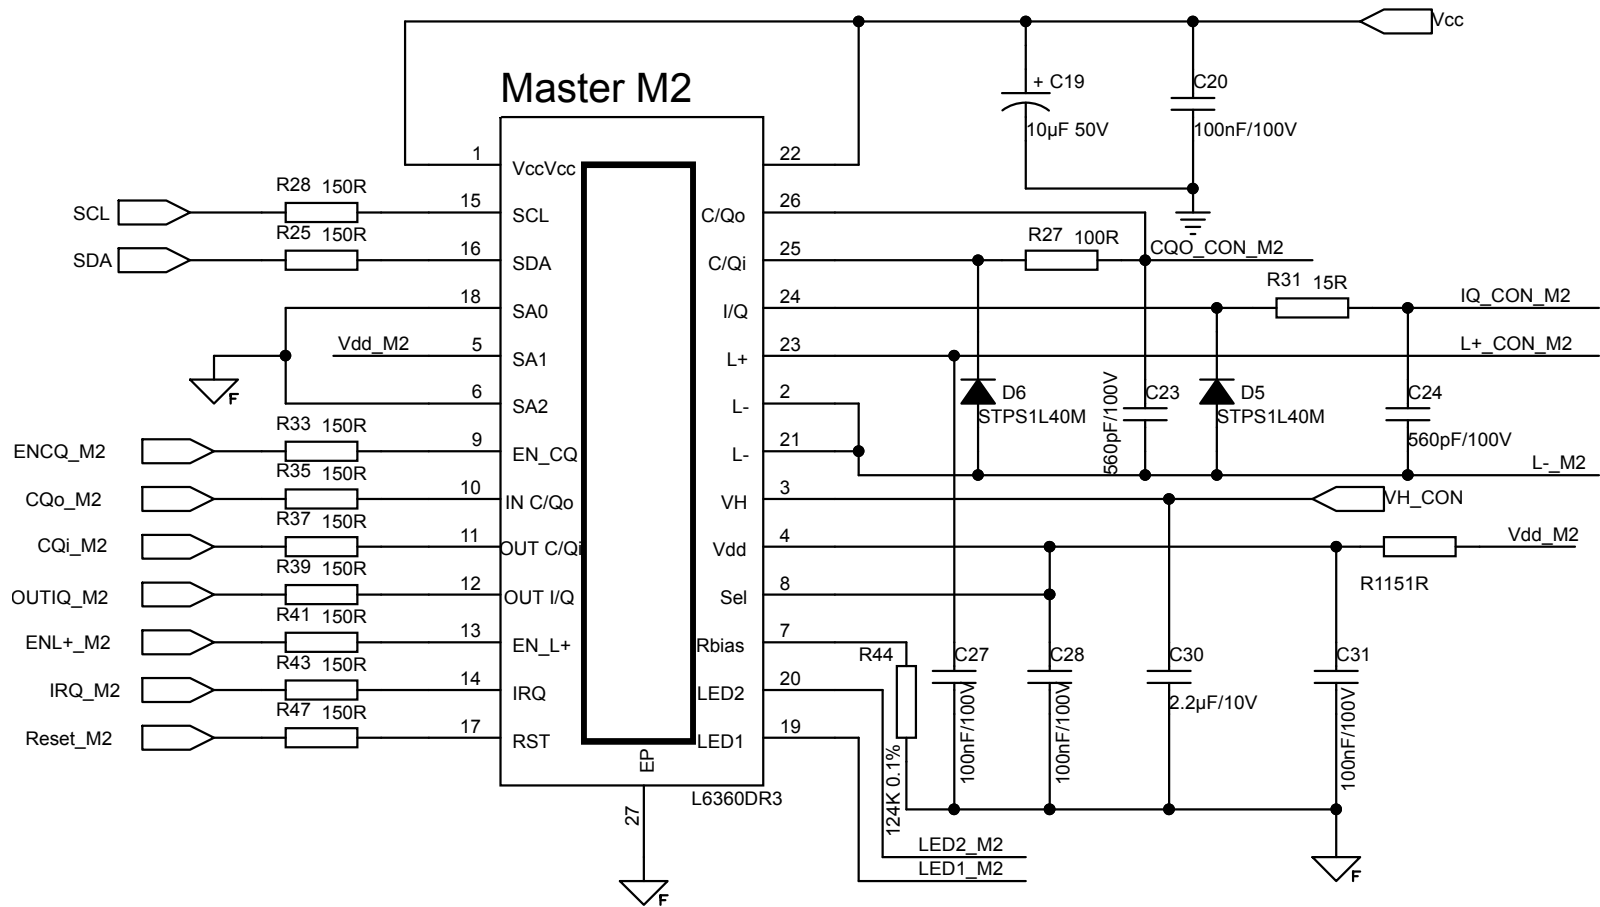 Vcc
Master M2
+ C19
10µF 50V
C20
100nF/100V
1
VccVcc
22
SCL
R28 150R
15
SCL
C/Qo
26
SDA
R25 150R
16
SDA
C/Qi
25
R27 100R
CQO_CON_M2
18
SA0
I/Q
24
R31 15R
IQ_CON_M2
Vdd_M2
5
SA1
L+
23
L+_CON_M2
F
6
SA2
L-
2
D6
STPS1L40M
560pF/100V
C23
D5
STPS1L40M
C24
560pF/100V
ENCQ_M2
R33 150R
9
EN_CQ
L-
21
L-_M2
CQo_M2
R35 150R
10
IN C/Qo
VH
3
VH_CON
CQi_M2
R37 150R
11
OUT C/Qi
Vdd
4
Vdd_M2
R1151R
OUTIQ_M2
R39 150R
12
OUT I/Q
Sel
8
ENL+_M2
R41 150R
13
EN_L+
Rbias
7
R44
124K 0.1%
C27
100nF/100V
C28
100nF/100V
C30
2.2µF/10V
C31
100nF/100V
IRQ_M2
R43 150R
14
IRQ
LED2
20
Reset_M2
R47 150R
17
RST
LED1
19
EP
L6360DR3
27
LED2_M2
LED1_M2
F
F